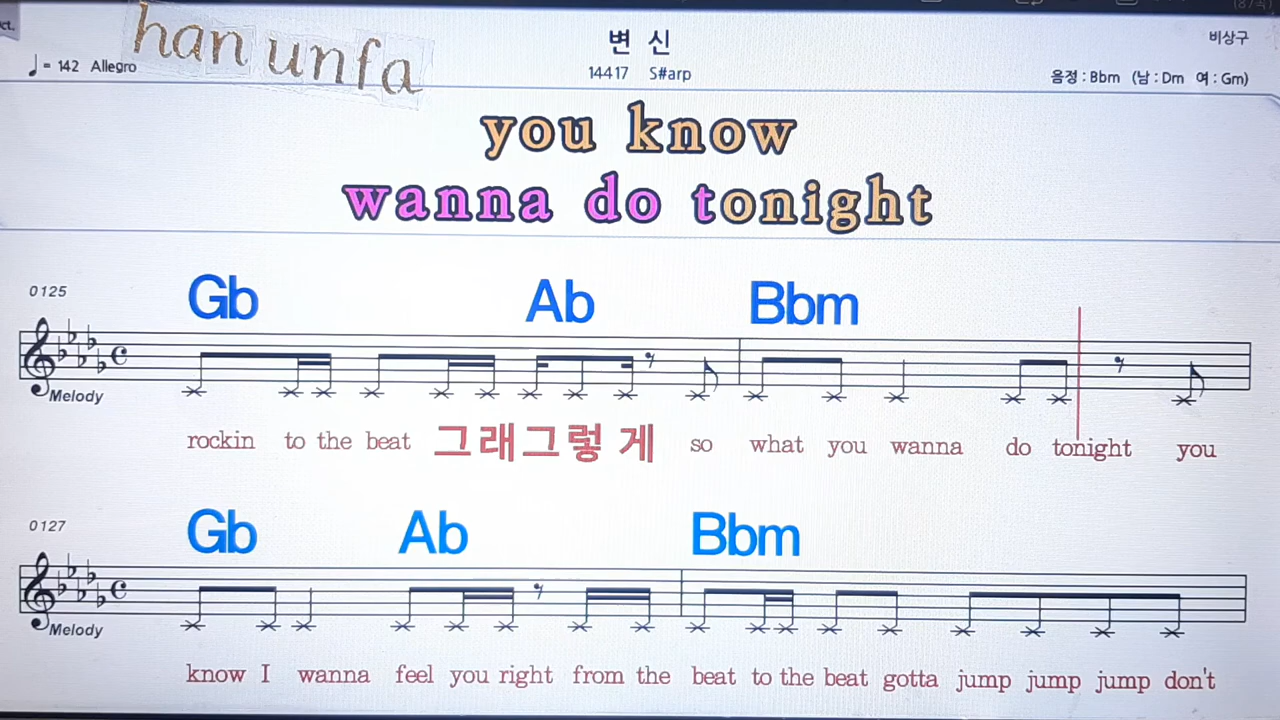 ct.
han unfa
(8/측)
변 신
비상구
♩= 142 Allegro
14417 S#arp
음정 : Bbm (남 : Dm 여 : Gm)
you know
wanna do tonight
0125
Gb Ab Bbm
Melody
rockin to the beat 그래그렇 게 so what you wanna do tonight you
0127
Gb Ab Bbm
Melody
know I wanna feel you right from the beat to the beat gotta jump jump jump don't